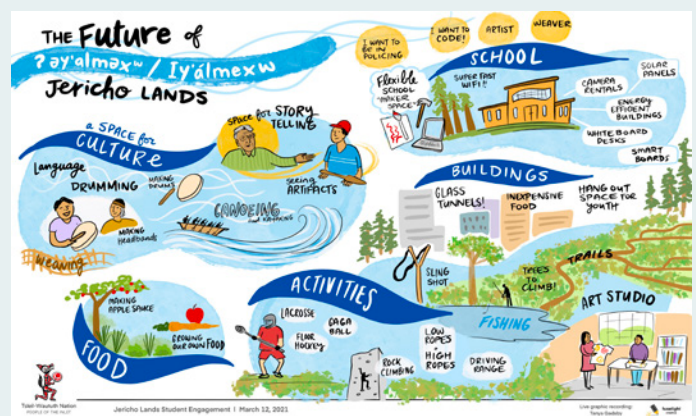 THE FUTURE of
ʔəy̓alməxʷ / Iy'álmexw
Jericho LANDS
I WANT TO
BE IN
POLICING
I WANT TO
CODE!
ARTIST
WEAVER
SCHOOL
Flexible
SCHOOL
"MAKER
SPACE"
SUPER FAST
WIFI!!
CAMERA
RENTALS
SOLAR
PANELS
ENERGY
EFFICIENT
BUILDINGS
WHITE BOARD
DESKS
SMART
BOARDS
a SPACE for
CULTURE
Language
DRUMMING
MAKING
DRUMS
MAKING
Headbands
Weaving
SPACE for STORY
TELLING
seeing
ARTIFACTS
CANOEING
and KAYAKING
BUILDINGS
GLASS
TUNNELS!
INEXPENSIVE
FOOD
HANG OUT
SPACE FOR
YOUTH
SLING
SHOT
TREES
TO
CLIMB!
TRAILS
FISHING
ART STUDIO
ACTIVITIES
LACROSSE
GAGA
BALL
FLOOR
HOCKEY
ROCK
CLIMBING
LOW
ROPES
HIGH
ROPES
DRIVING
RANGE
MAKING
APPLE SAUCE
GROWING
OUR OWN FOOD
FOOD
Tsleil-Waututh Nation
PEOPLE OF THE INLET
Jericho Lands Student Engagement | March 12, 2021
Live graphic recording: